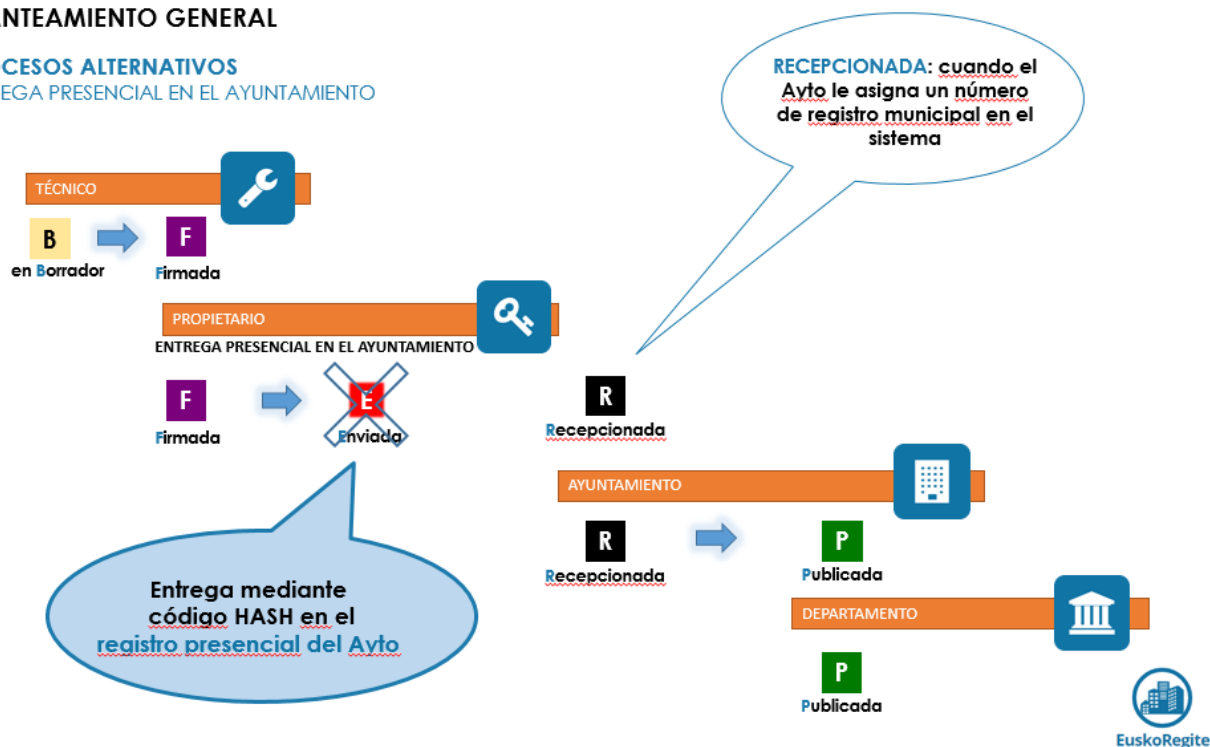 NTEAMIENTO GENERAL
CESOS ALTERNATIVOS
EGA PRESENCIAL EN EL AYUNTAMIENTO
RECEPCIONADA: cuando el
Ayto le asigna un número
de registro municipal en el
sistema
TÉCNICO
B
F
en Borrador
Firmada
PROPIETARIO
ENTREGA PRESENCIAL EN EL AYUNTAMIENTO
F
E
Firmada
Enviada
R
Recepcionada
Entrega mediante
código HASH en el
registro presencial del Ayto
AYUNTAMIENTO
R
P
Recepcionada
Publicada
DEPARTAMENTO
P
Publicada
EuskoRegite